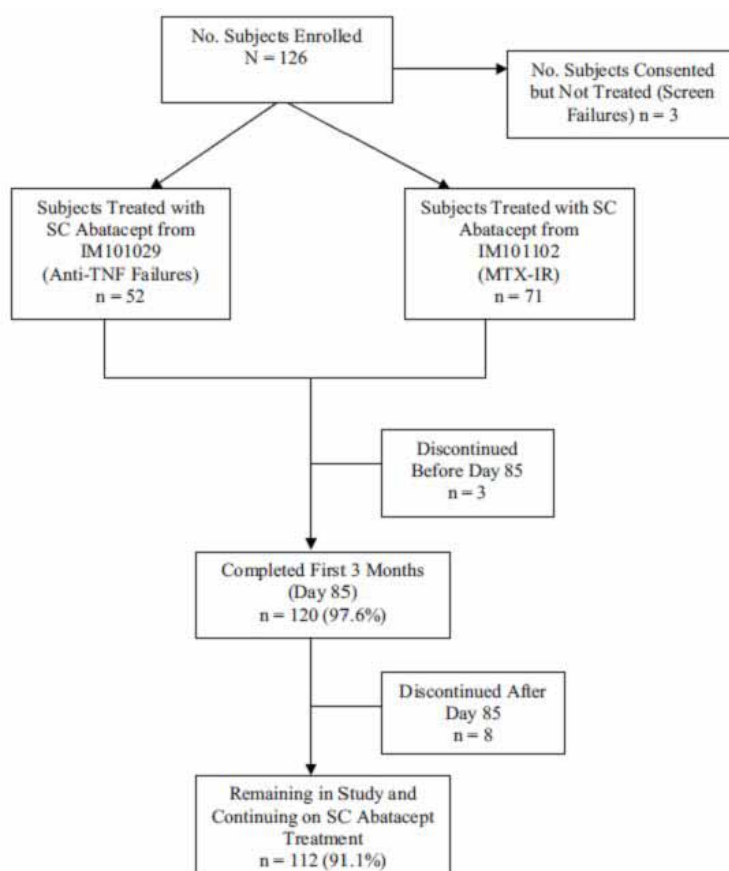 No. Subjects Enrolled
N = 126
No. Subjects Consented
but Not Treated (Screen
Failures) n = 3
Subjects Treated with
SC Abatacept from
IM101029
(Anti-TNF Failures)
n = 52
Subjects Treated with SC
Abatacept from
IM101102
(MTX-IR)
n = 71
Discontinued
Before Day 85
n = 3
Completed First 3 Months
(Day 85)
n = 120 (97.6%)
Discontinued After
Day 85
n = 8
Remaining in Study and
Continuing on SC Abatacept
Treatment
n = 112 (91.1%)